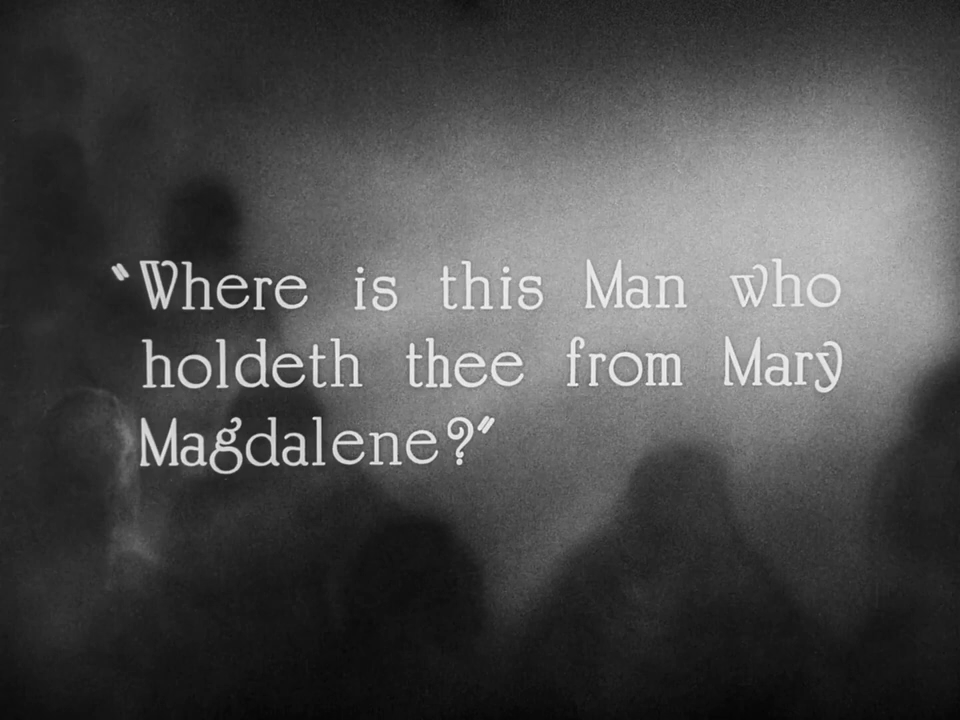 “Where is this Man who
holdeth thee from Mary
Magdalene?”